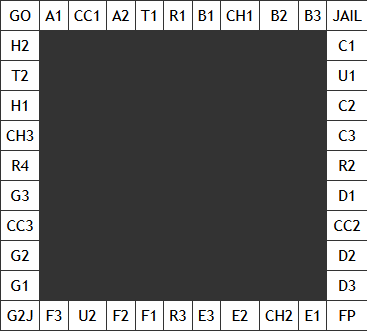 GO A1 CC1 A2 T1 R1 B1 CH1 B2 B3 JAIL
H2 C1
T2 U1
H1 C2
CH3 C3
R4 R2
G3 D1
CC3 CC2
G2 D2
G1 D3
G2J F3 U2 F2 F1 R3 E3 E2 CH2 E1 FP